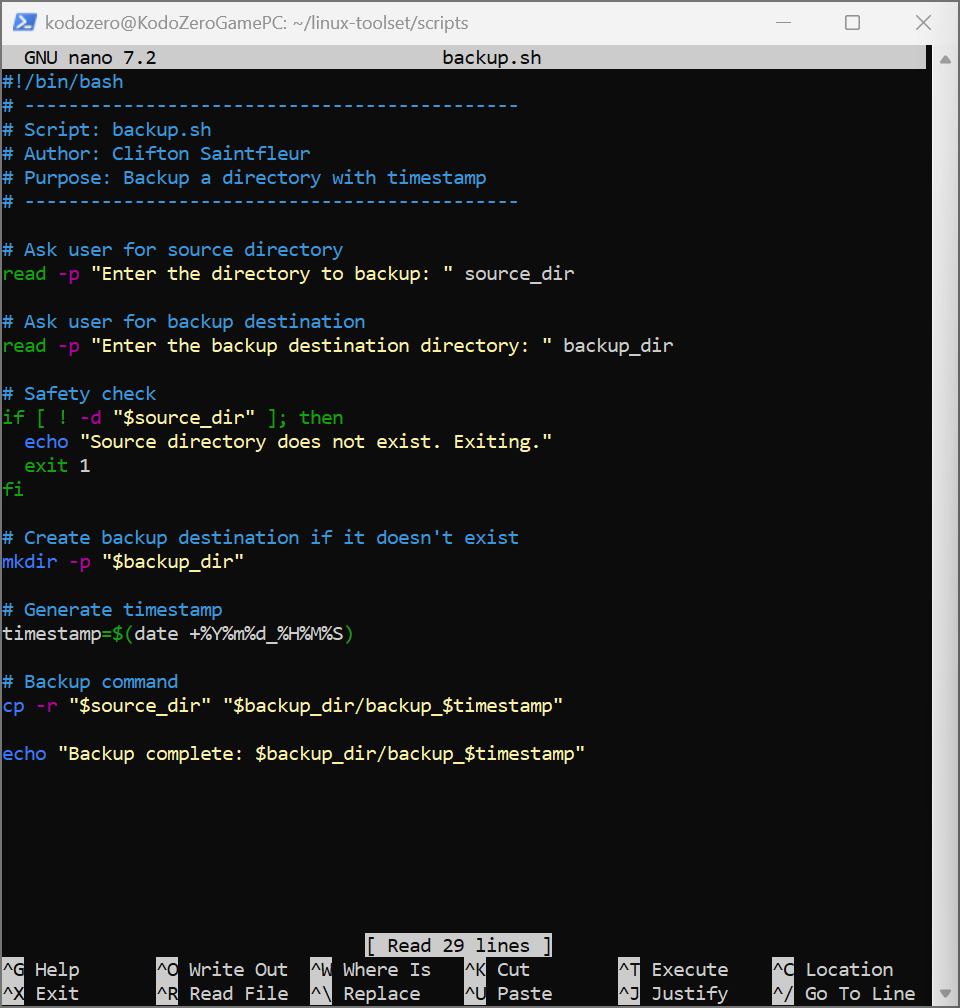 kodozero@KodoZeroGamePC: ~/linux-toolset/scripts
GNU nano 7.2 backup.sh
#!/bin/bash
# ---------------------------------------------
# Script: backup.sh
# Author: Clifton Saintfleur
# Purpose: Backup a directory with timestamp
# ---------------------------------------------

# Ask user for source directory
read -p "Enter the directory to backup: " source_dir

# Ask user for backup destination
read -p "Enter the backup destination directory: " backup_dir

# Safety check
if [ ! -d "$source_dir" ]; then
  echo "Source directory does not exist. Exiting."
  exit 1
fi

# Create backup destination if it doesn't exist
mkdir -p "$backup_dir"

# Generate timestamp
timestamp=$(date +%Y%m%d_%H%M%S)

# Backup command
cp -r "$source_dir" "$backup_dir/backup_$timestamp"

echo "Backup complete: $backup_dir/backup_$timestamp"

[ Read 29 lines ]
^G Help ^O Write Out ^W Where Is ^K Cut ^T Execute ^C Location
^X Exit ^R Read File ^\ Replace ^U Paste ^J Justify ^/ Go To Line